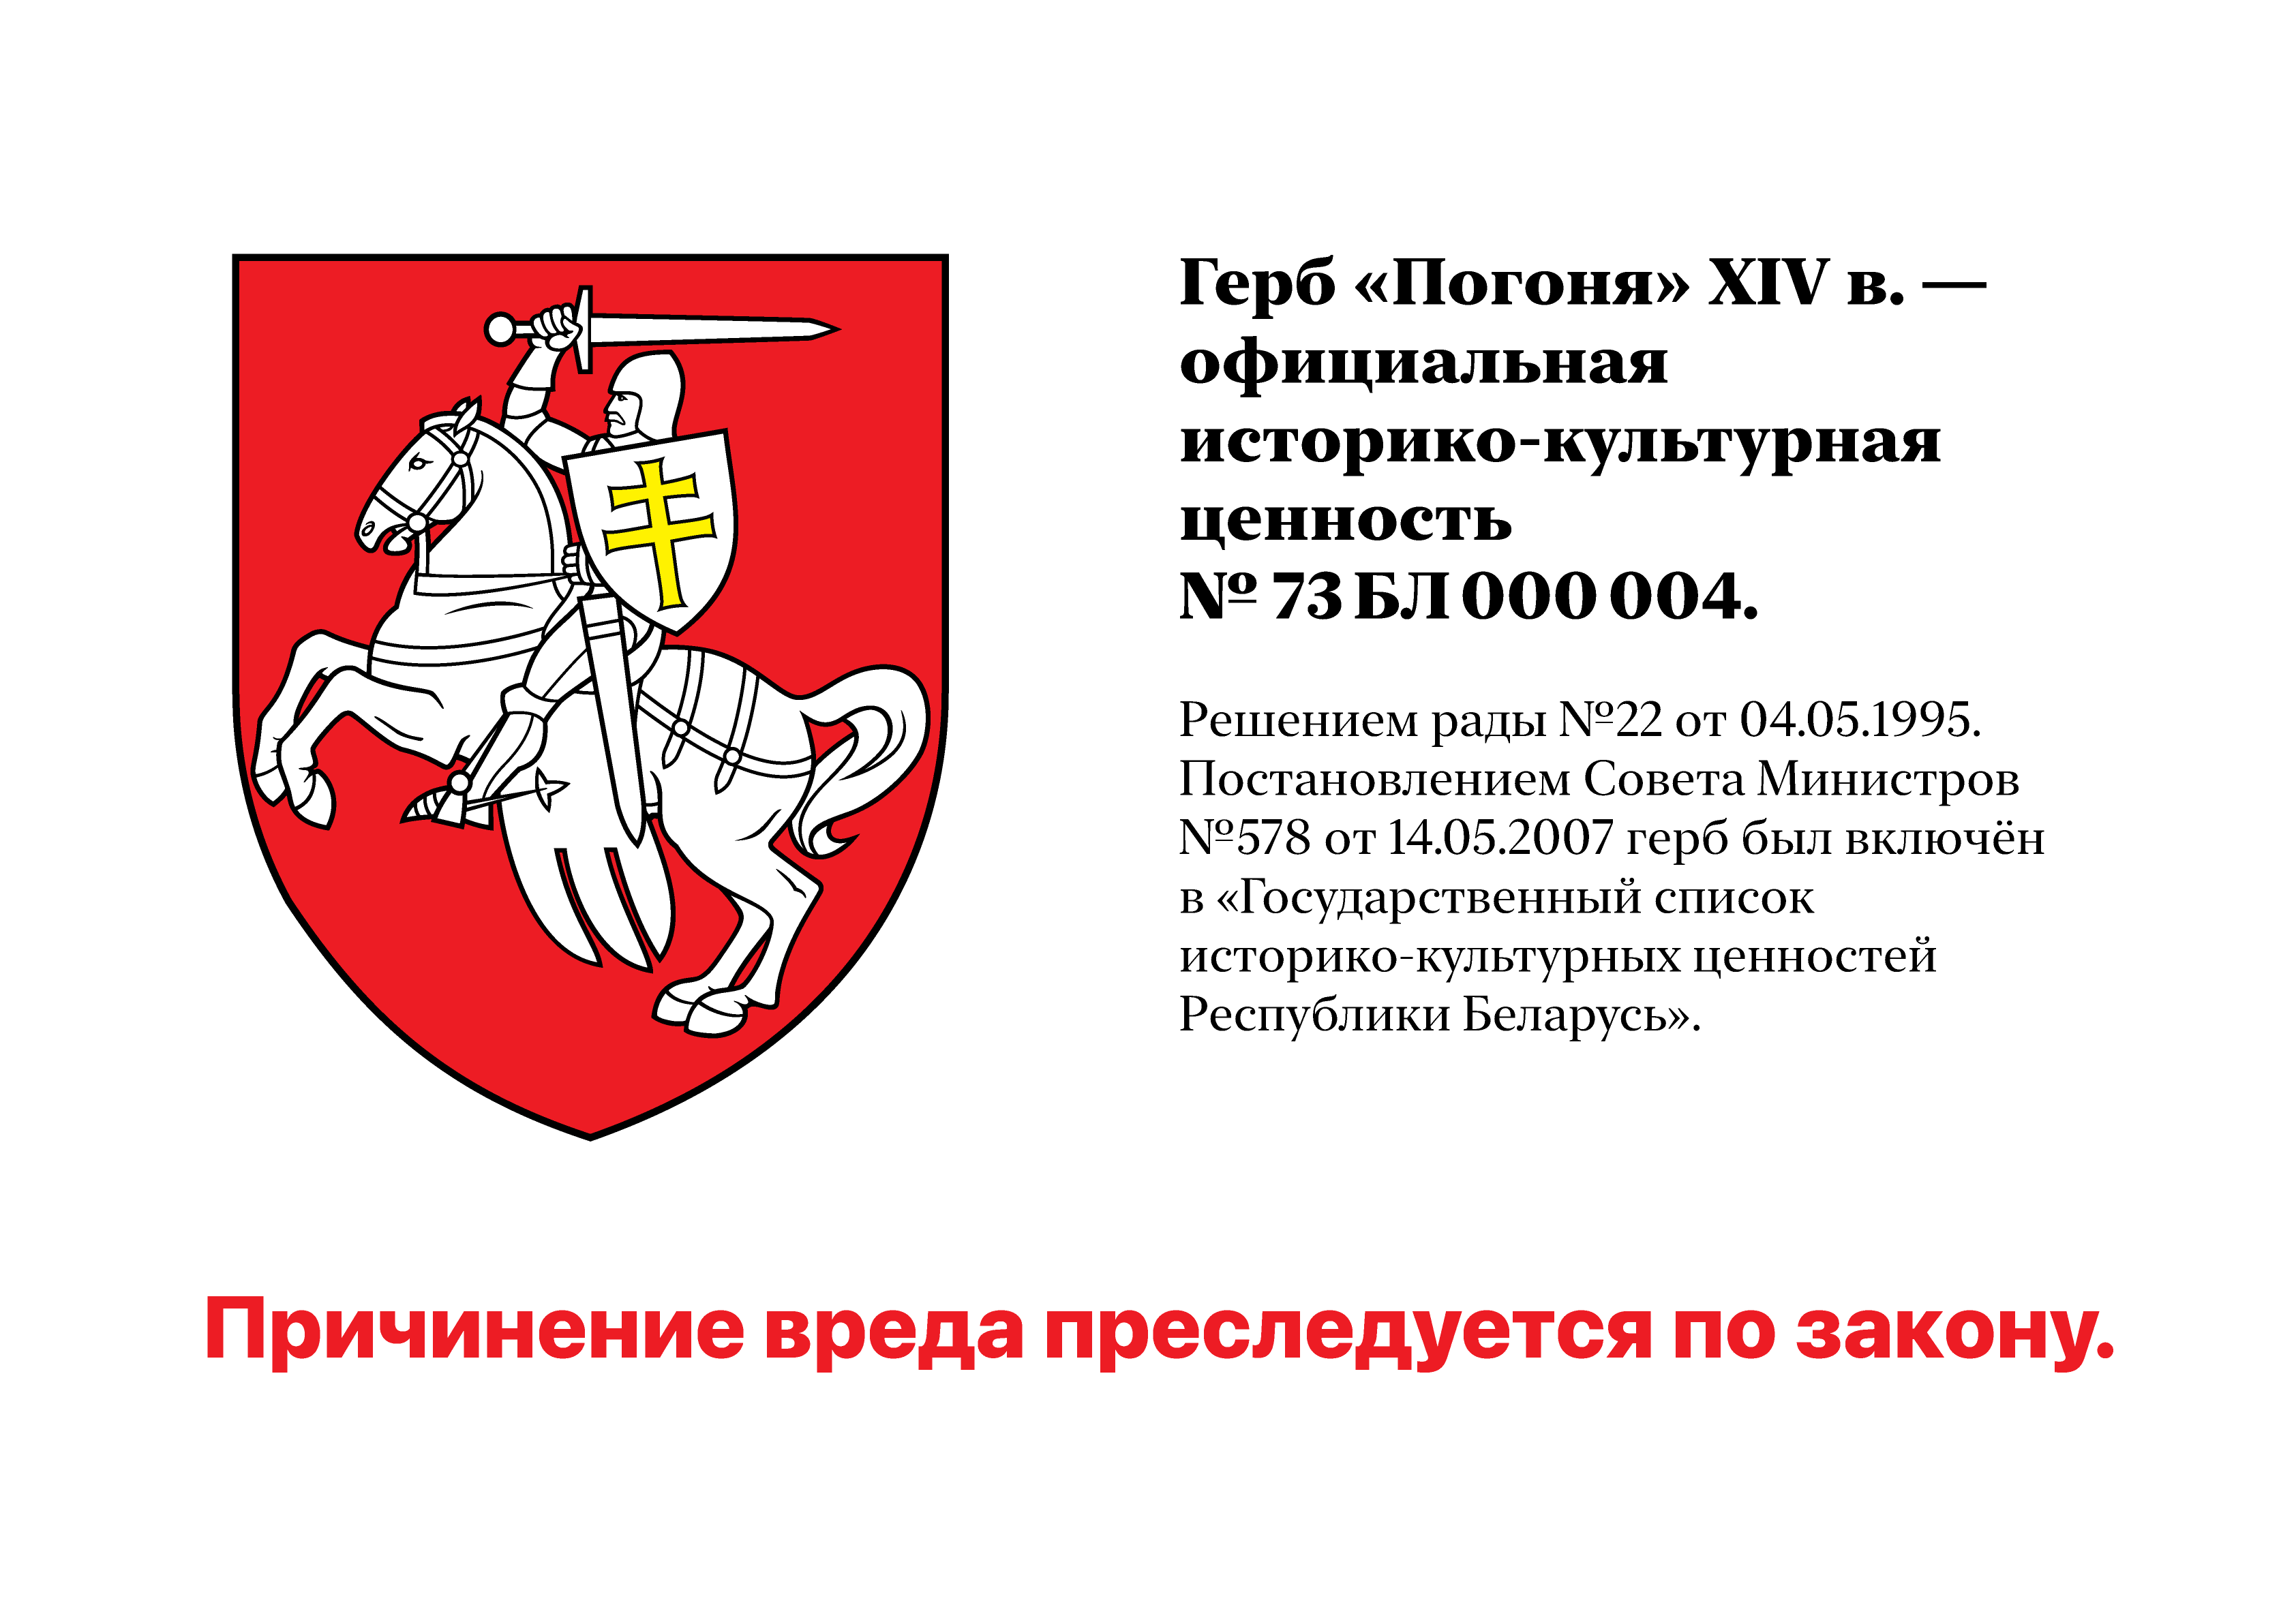 Герб «Погоня» XIV в. —
официальная
историко-культурная
ценность
№ 73 БЛ 000 004.
Решением рады №22 от 04.05.1995.
Постановлением Совета Министров
№578 от 14.05.2007 герб был включён
в «Государственный список
историко-культурных ценностей
Республики Беларусь».
Причинение вреда преследуется по закону.